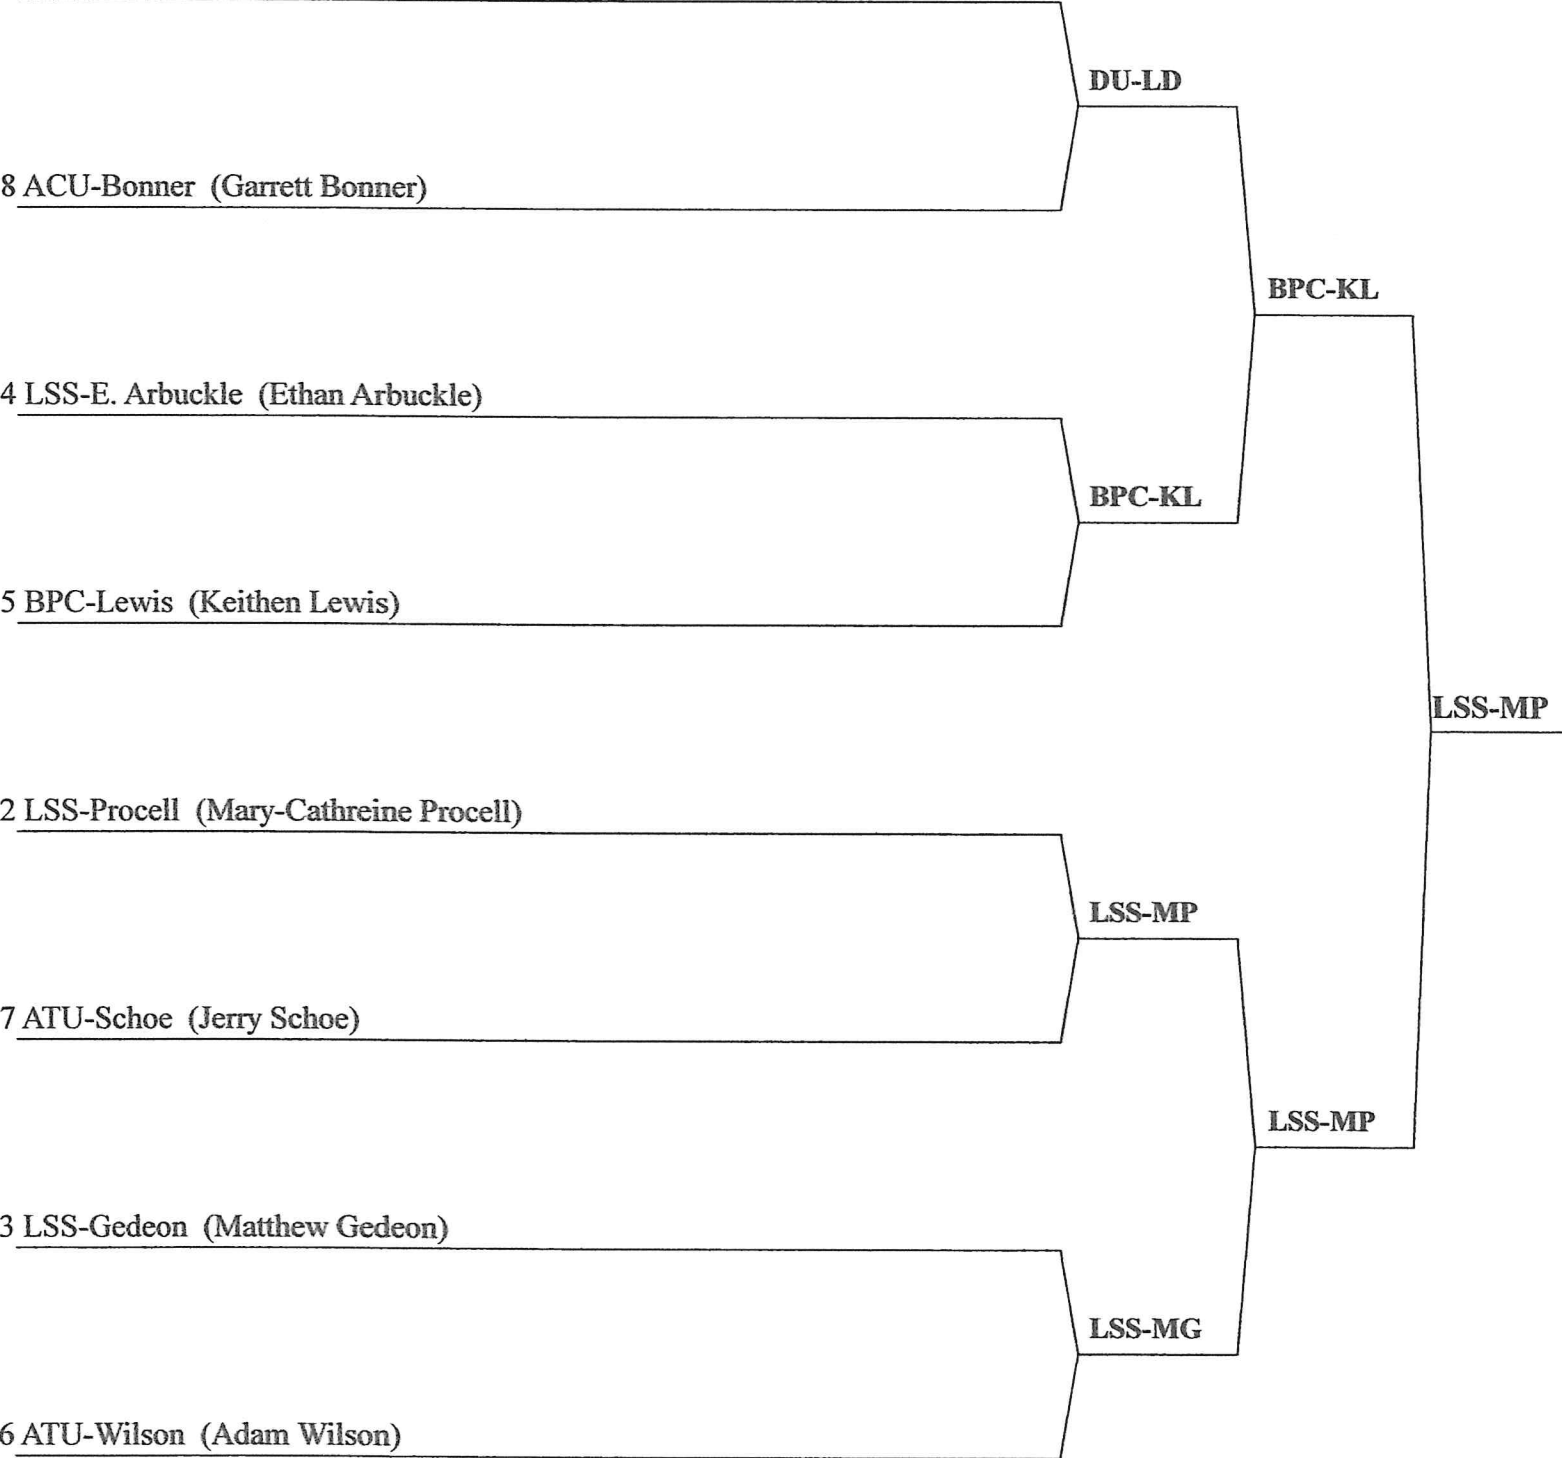 DU-LD
8 ACU-Bonner (Garrett Bonner)
BPC-KL
4 LSS-E. Arbuckle (Ethan Arbuckle)
BPC-KL
5 BPC-Lewis (Keithen Lewis)
LSS-MP
2 LSS-Procell (Mary-Cathreine Procell)
LSS-MP
7 ATU-Schoe (Jerry Schoe)
LSS-MP
3 LSS-Gedeon (Matthew Gedeon)
LSS-MG
6 ATU-Wilson (Adam Wilson)